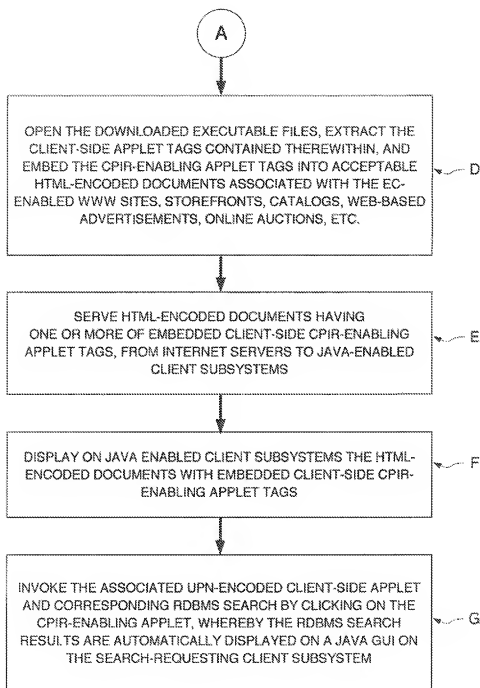 A
OPEN THE DOWNLOADED EXECUTABLE FILES, EXTRACT THE
CLIENT-SIDE APPLET TAGS CONTAINED THEREWITHIN, AND
EMBED THE CPIR-ENABLING APPLET TAGS INTO ACCEPTABLE
HTML-ENCODED DOCUMENTS ASSOCIATED WITH THE EC-
ENABLED WWW SITES, STOREFRONTS, CATALOGS, WEB-BASED
ADVERTISEMENTS, ONLINE AUCTIONS, ETC.
D
SERVE HTML-ENCODED DOCUMENTS HAVING
ONE OR MORE OF EMBEDDED CLIENT-SIDE CPIR-ENABLING
APPLET TAGS, FROM INTERNET SERVERS TO JAVA-ENABLED
CLIENT SUBSYSTEMS
E
DISPLAY ON JAVA ENABLED CLIENT SUBSYSTEMS THE HTML-
ENCODED DOCUMENTS WITH EMBEDDED CLIENT-SIDE CPIR-
ENABLING APPLET TAGS
F
INVOKE THE ASSOCIATED UPN-ENCODED CLIENT-SIDE APPLET
AND CORRESPONDING RDBMS SEARCH BY CLICKING ON THE
CPIR-ENABLING APPLET, WHEREBY THE RDBMS SEARCH
RESULTS ARE AUTOMATICALLY DISPLAYED ON A JAVA GUI ON
THE SEARCH-REQUESTING CLIENT SUBSYSTEM
G